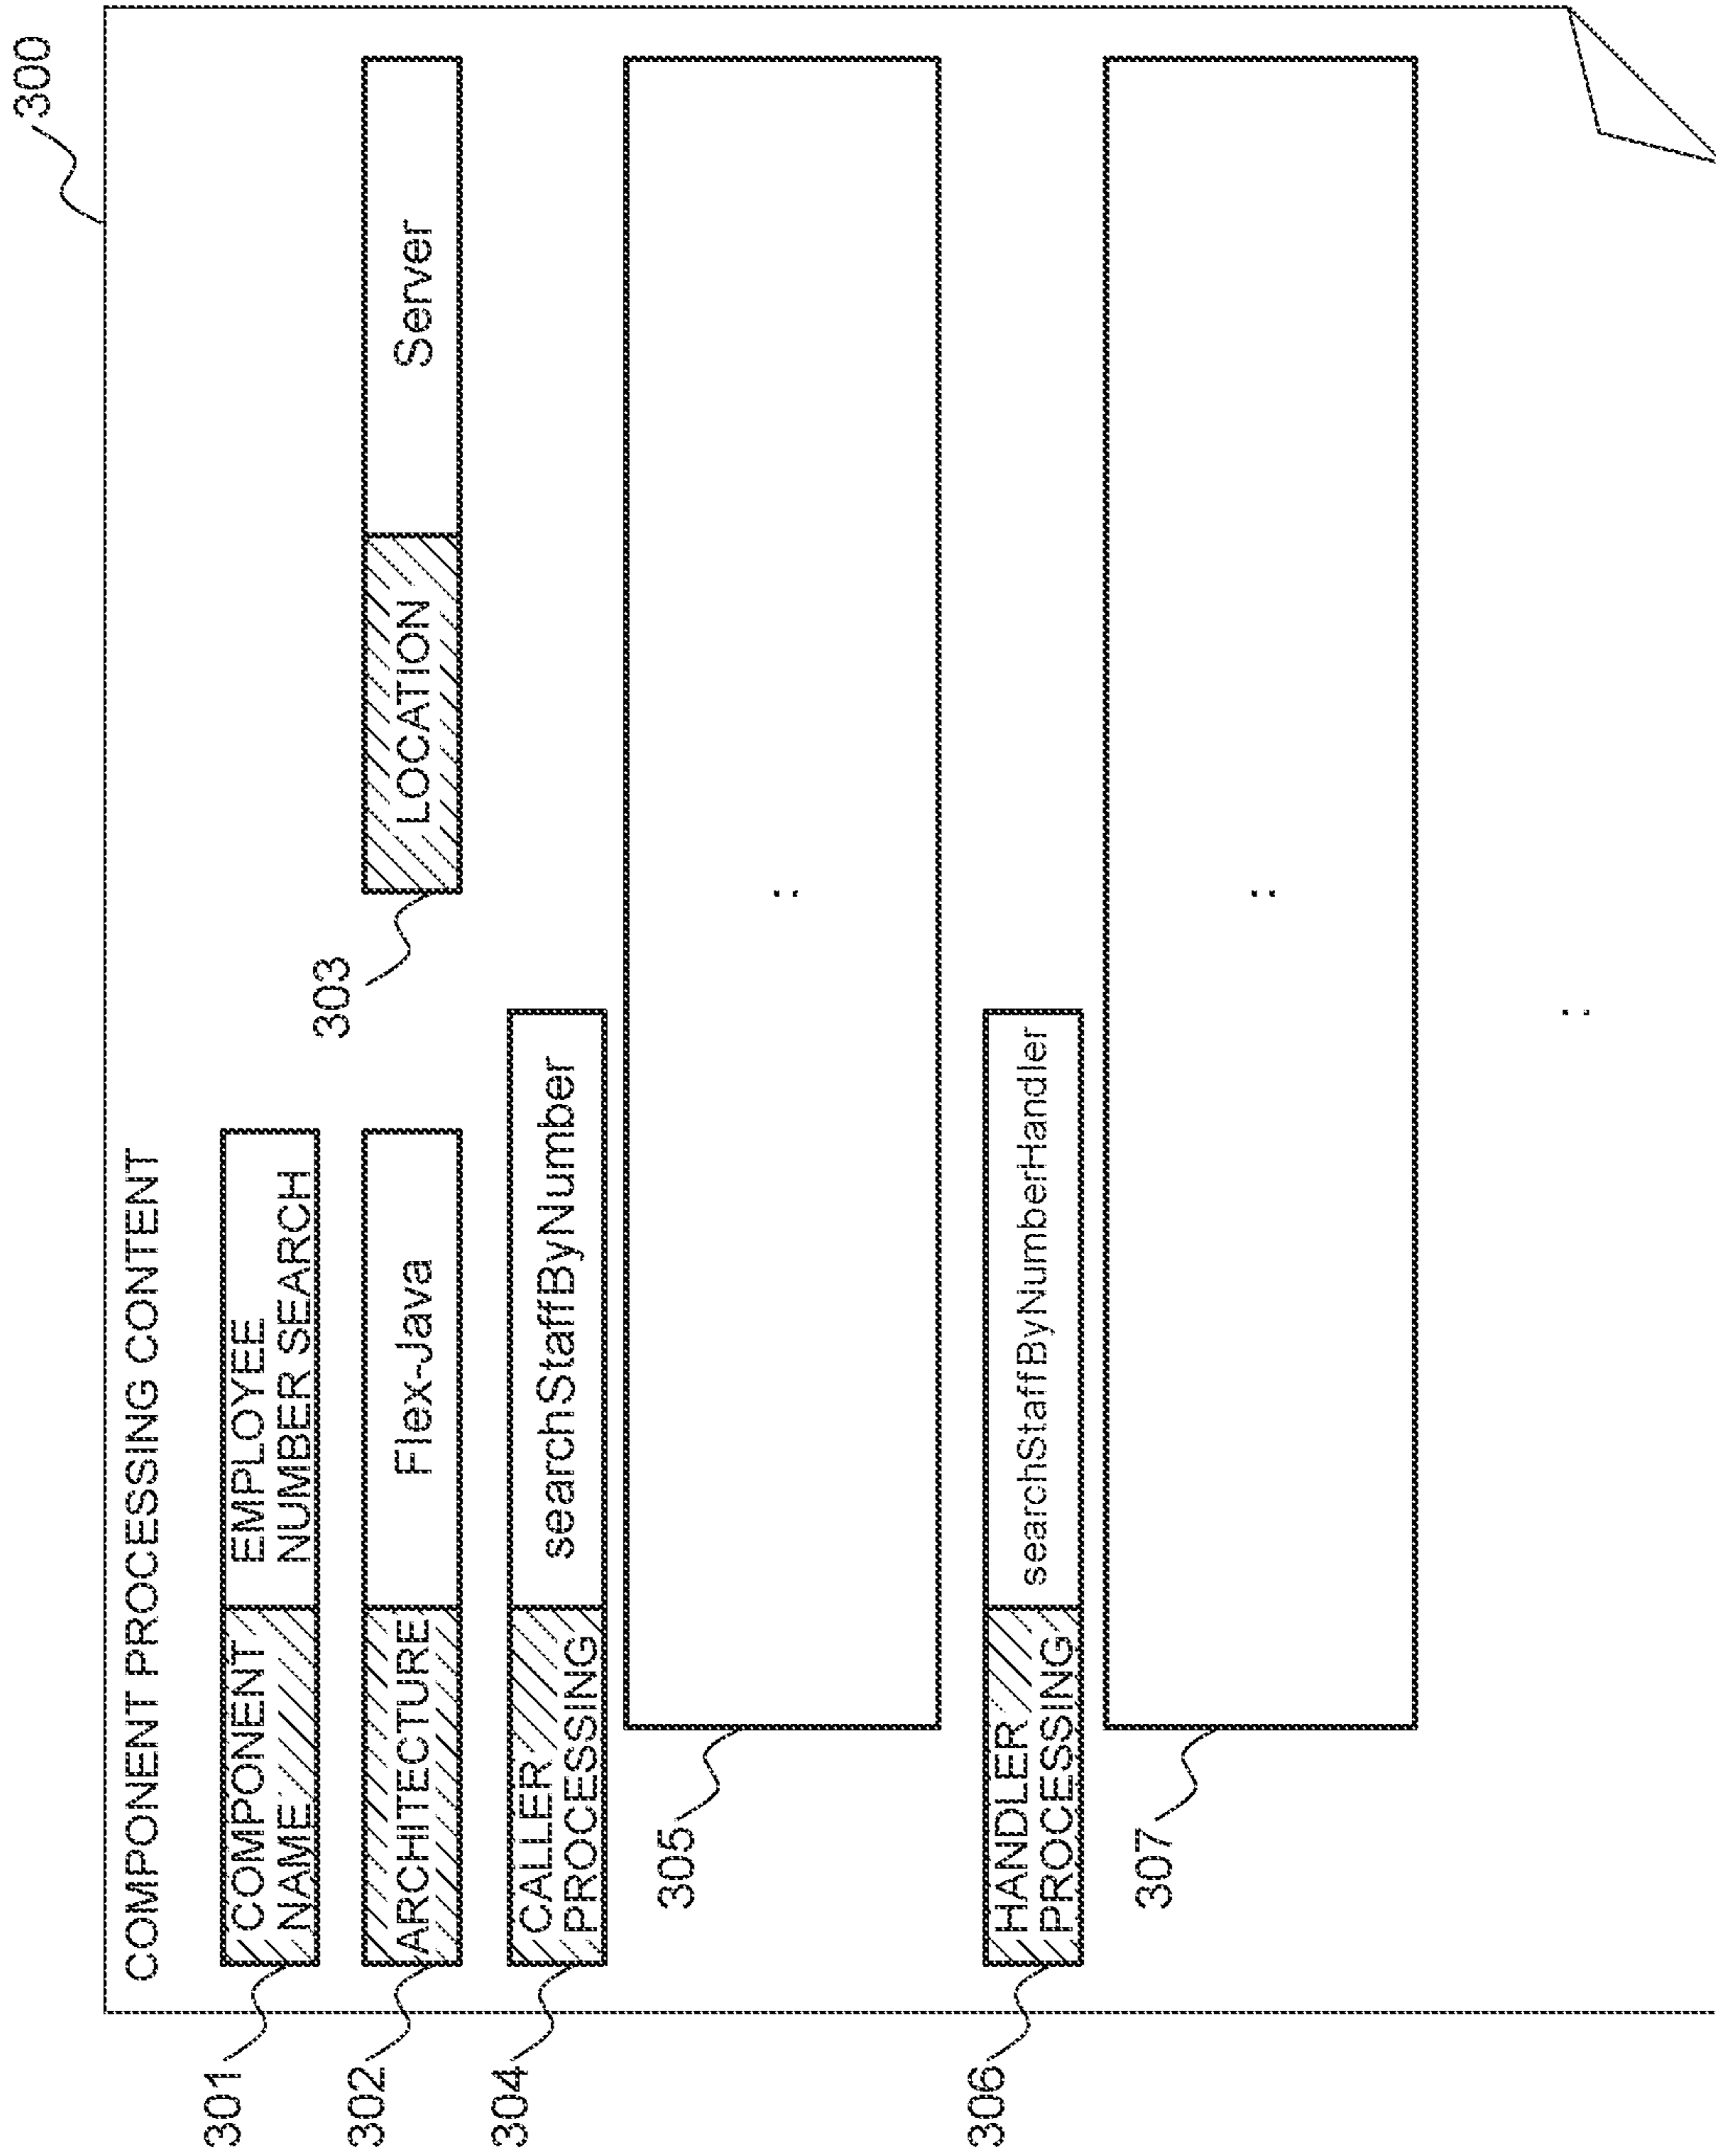 300
COMPONENT PROCESSING CONTENT
301
COMPONENT
NAME
EMPLOYEE
NUMBER SEARCH
302
ARCHITECTURE
Flex-Java
303
LOCATION
Server
304
CALLER
PROCESSING
searchStaffByNumber
305
:
306
HANDLER
PROCESSING
searchStaffByNumberHandler
307
:
: